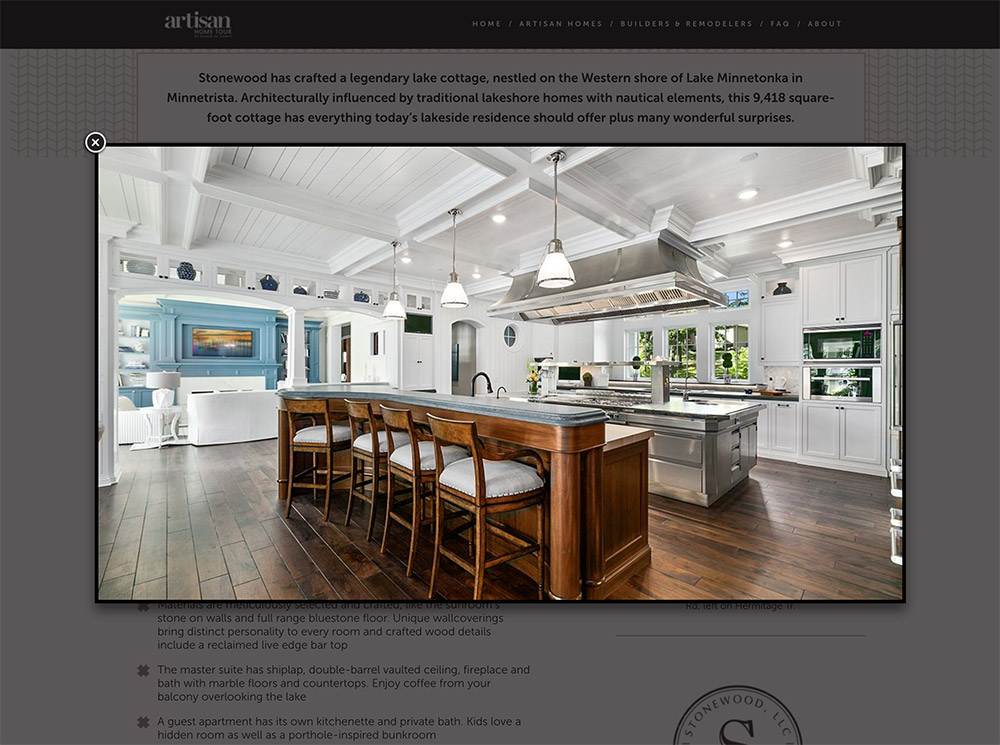 artisan
HOME TOUR
HOME / ARTISAN HOMES / BUILDERS & REMODELERS / FAQ / ABOUT
Stonewood has crafted a legendary lake cottage, nestled on the Western shore of Lake Minnetonka in
Minnetrista. Architecturally influenced by traditional lakeshore homes with nautical elements, this 9,418 square-
foot cottage has everything today's lakeside residence should offer plus many wonderful surprises.
Materials are meticulously selected and crafted, like the sunroom's
stone on walls and full range bluestone floor. Unique wallcoverings
bring distinct personality to every room and crafted wood details
include a reclaimed live edge bar top
The master suite has shiplap, double-barrel vaulted ceiling, fireplace and
bath with marble floors and countertops. Enjoy coffee from your
balcony overlooking the lake
A guest apartment has its own kitchenette and private bath. Kids love a
hidden room as well as a porthole-inspired bunkroom
Rd, left on Hermitage Tr.
STONEWOOD, LLC
S